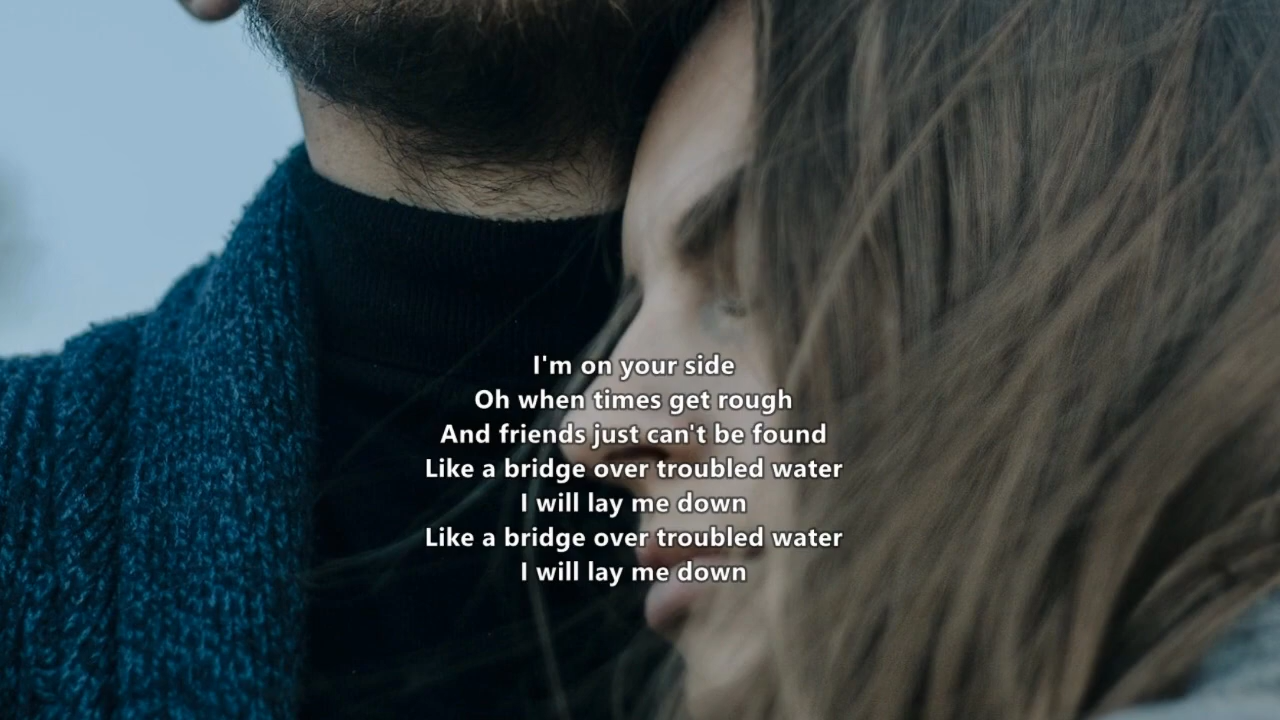 I'm on your side
Oh when times get rough
And friends just can't be found
Like a bridge over troubled water
I will lay me down
Like a bridge over troubled water
I will lay me down